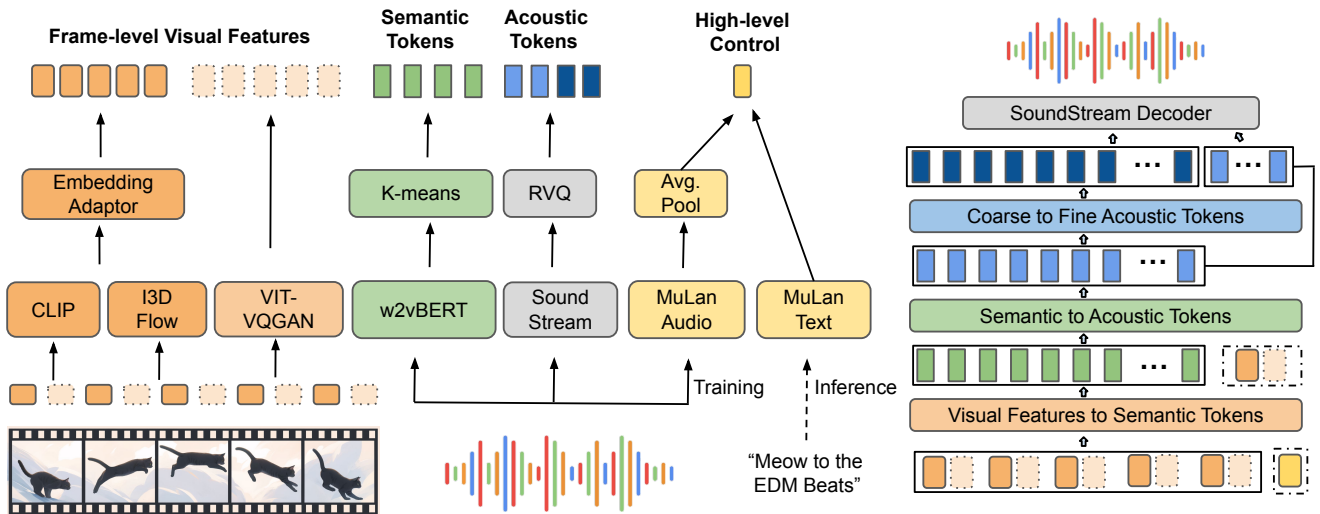 Frame-level Visual Features
Semantic
Tokens
Acoustic
Tokens
High-level
Control
Embedding
Adaptor
K-means
RVQ
Avg.
Pool
CLIP
I3D
Flow
VIT-
VQGAN
w2vBERT
Sound
Stream
MuLan
Audio
MuLan
Text
Training
Inference
“Meow to the
EDM Beats”
SoundStream Decoder
...
...
Coarse to Fine Acoustic Tokens
...
Semantic to Acoustic Tokens
...
Visual Features to Semantic Tokens